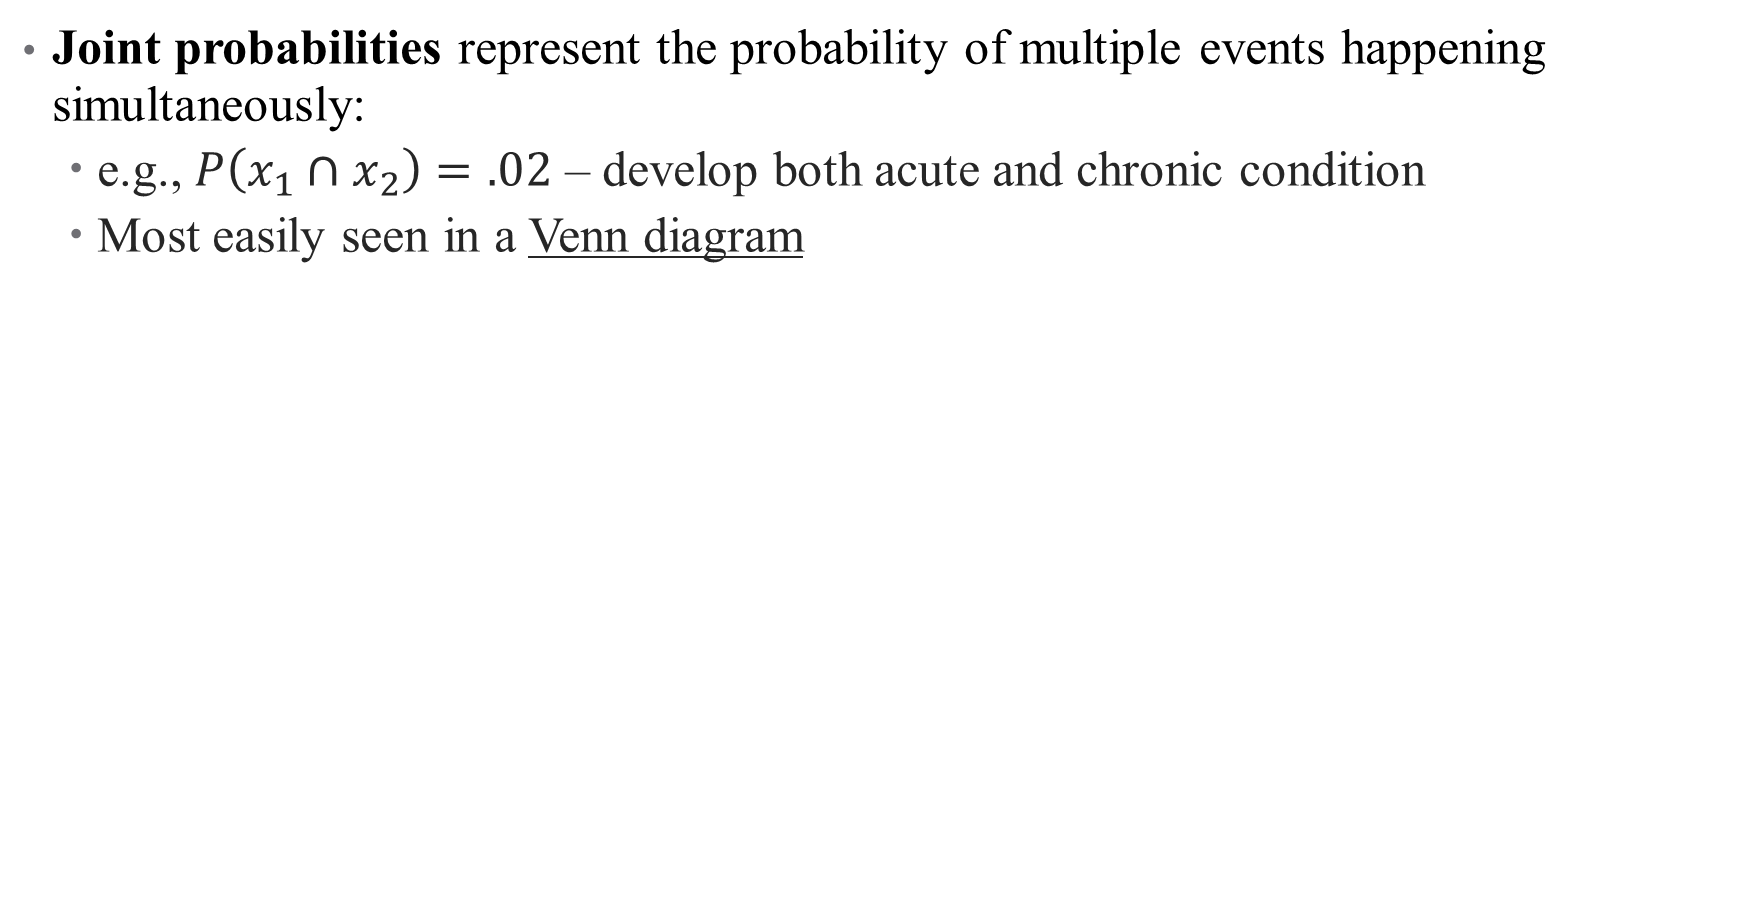 • Joint probabilities represent the probability of multiple events happening
simultaneously:
• e.g., 𝑃(𝑥₁ ∩ 𝑥₂) = .02 – develop both acute and chronic condition
• Most easily seen in a Venn diagram